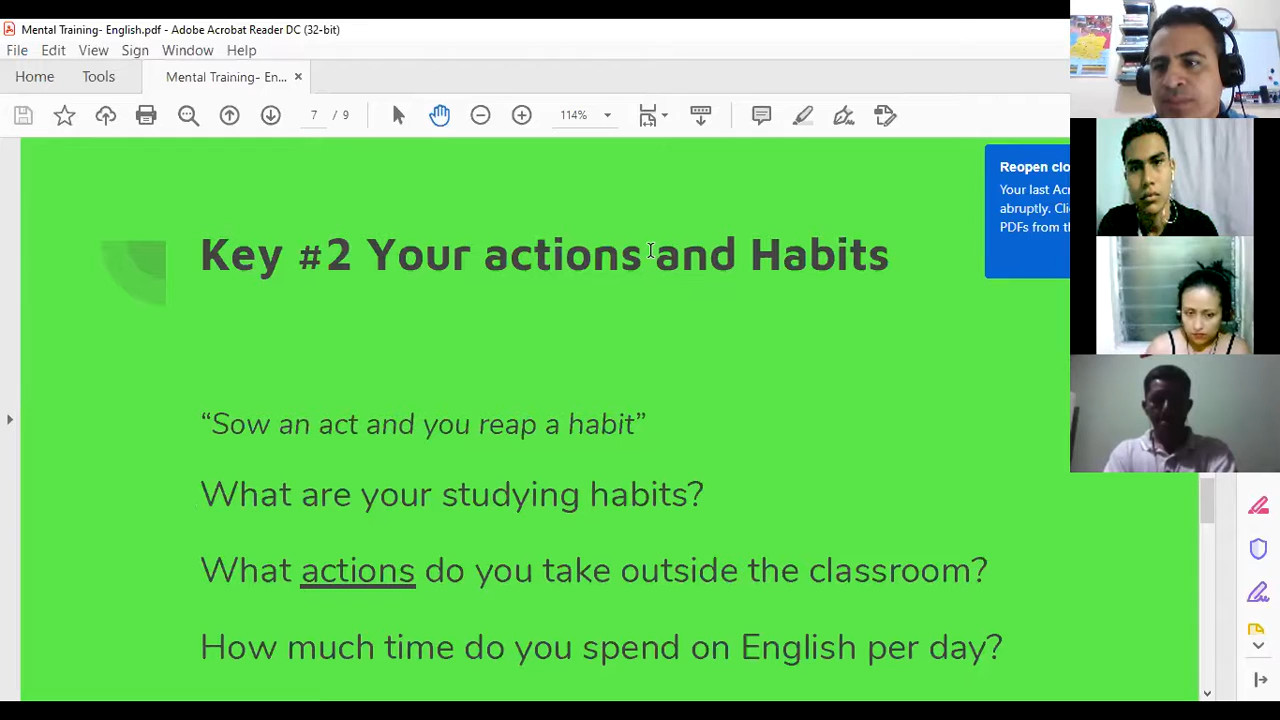 Mental Training- English.pdf - Adobe Acrobat Reader DC (32-bit)
File Edit View Sign Window Help
Home Tools Mental Training- En... ×
7 / 9 114%
Reopen clo
Your last Ac
abruptly. Cli
PDFs from th
Key #2 Your actions and Habits
“Sow an act and you reap a habit”
What are your studying habits?
What actions do you take outside the classroom?
How much time do you spend on English per day?